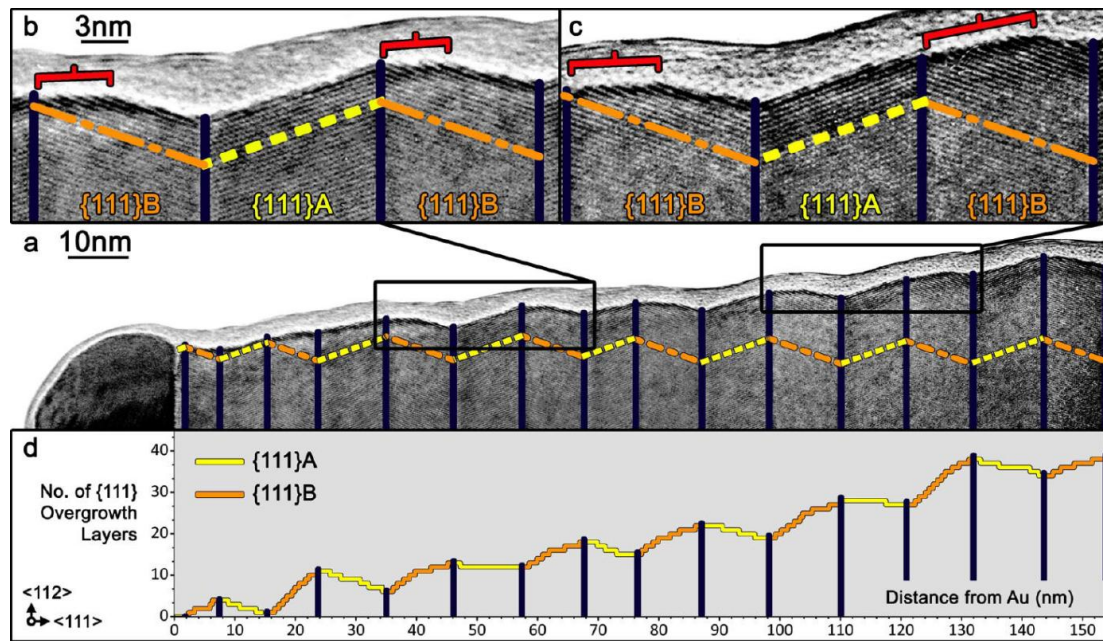 b 3nm
{111}B {111}A {111}B
c
{111}B {111}A {111}B
a 10nm
d
{111}A
{111}B
No. of {111}
Overgrowth
Layers
40
30
20
10
0
<112>
<111>
Distance from Au (nm)
0 10 20 30 40 50 60 70 80 90 100 110 120 130 140 150